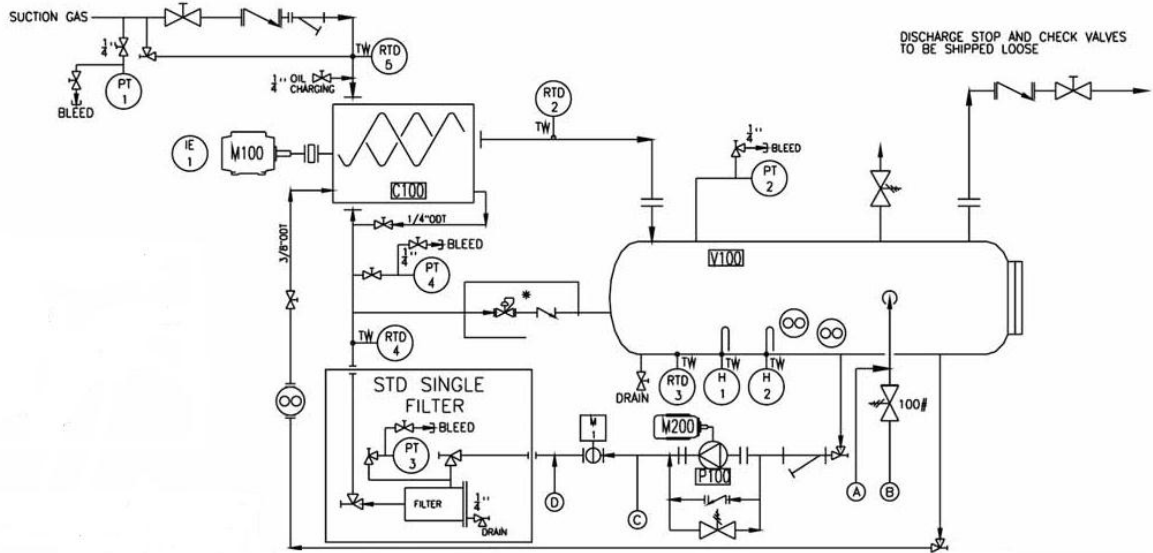 SUCTION GAS
1/4"
PT
1
BLEED
TW
RTD
5
1/4" OIL
CHARGING
DISCHARGE STOP AND CHECK VALVES
TO BE SHIPPED LOOSE
RTD
2
TW
IE
1
M100
C100
1/4"
BLEED
PT
2
3/8"ODT
1/4"ODT
BLEED
1/4"
PT
4
V100
*
TW
RTD
4
DRAIN
RTD
3
TW
H
1
TW
H
2
TW
100#
STD SINGLE
FILTER
BLEED
PT
3
FILTER
1/4"
DRAIN
M
1
M200
P100
A
B
C
D